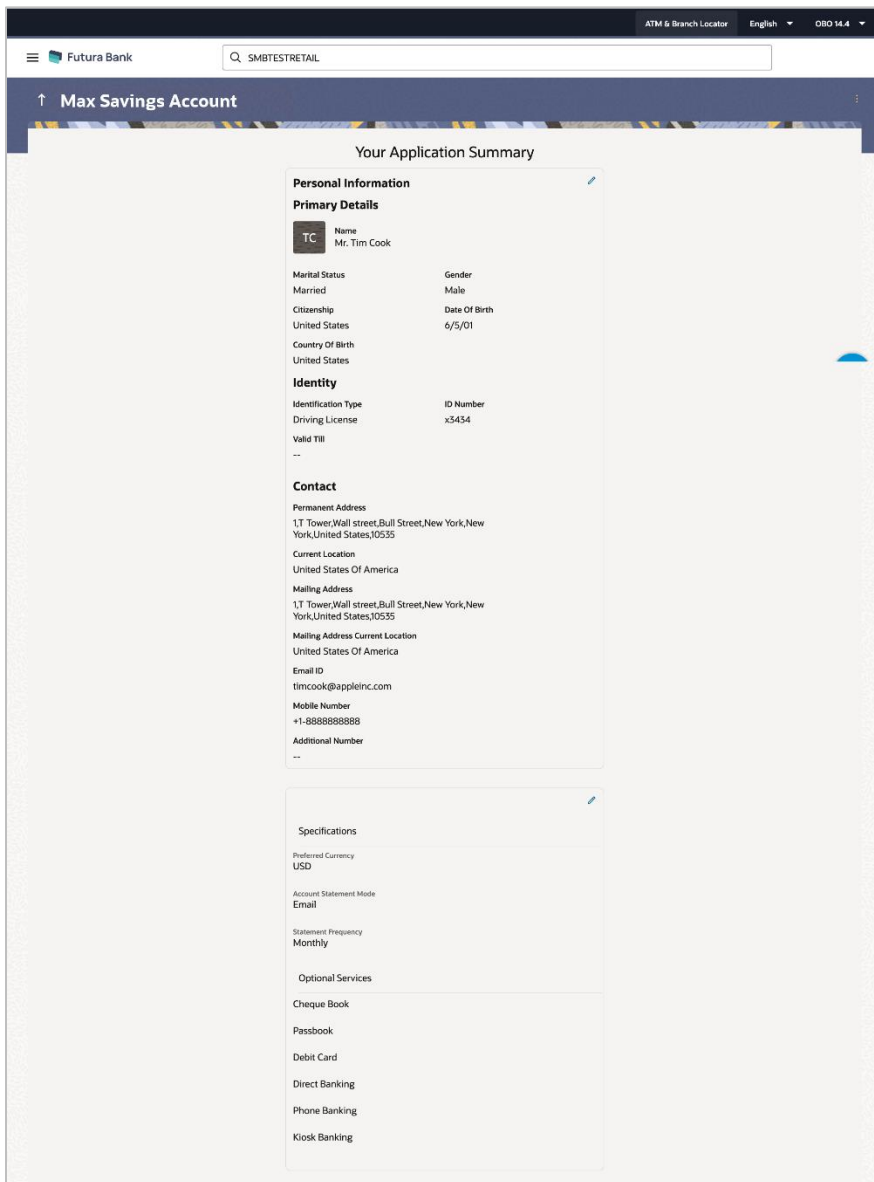 ATM & Branch Locator English OBO 14.4
Futura Bank SMBTESTRETAIL
Max Savings Account
Your Application Summary
Personal Information
Primary Details
TC
Name
Mr. Tim Cook
Marital Status Gender
Married Male
Citizenship Date Of Birth
United States 6/5/01
Country Of Birth
United States
Identity
Identification Type ID Number
Driving License x3434
Valid Till
--
Contact
Permanent Address
1,T Tower,Wall street,Bull Street,New York,New
York,United States,10535
Current Location
United States Of America
Mailing Address
1,T Tower,Wall street,Bull Street,New York,New
York,United States,10535
Mailing Address Current Location
United States Of America
Email ID
timcook@appleinc.com
Mobile Number
+1-8888888888
Additional Number
--
Specifications
Preferred Currency
USD
Account Statement Mode
Email
Statement Frequency
Monthly
Optional Services
Cheque Book
Passbook
Debit Card
Direct Banking
Phone Banking
Kiosk Banking